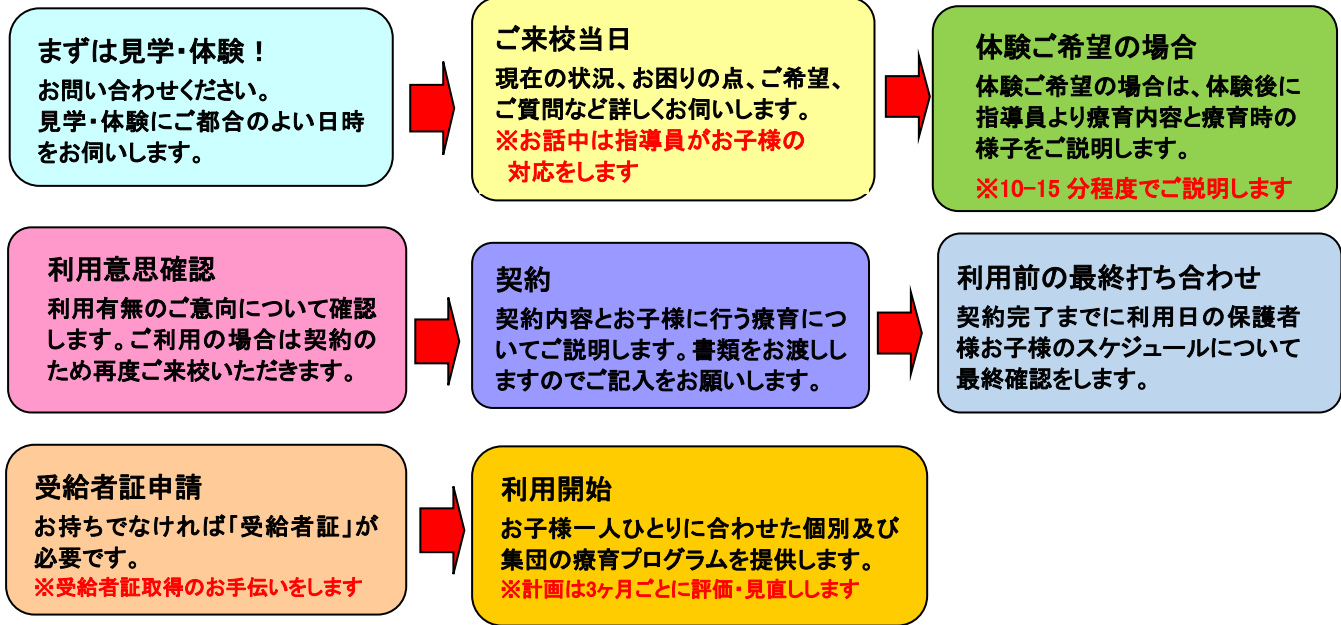 まずは見学・体験！
お問い合わせください。
見学・体験にご都合のよい日時
をお伺いします。
ご来校当日
現在の状況、お困りの点、ご希望、
ご質問など詳しくお伺いします。
※お話中は指導員がお子様の
対応をします
体験ご希望の場合
体験ご希望の場合は、体験後に
指導員より療育内容と療育時の
様子をご説明します。
※10-15 分程度でご説明します
利用意思確認
利用有無のご意向について確認
します。ご利用の場合は契約の
ため再度ご来校いただきます。
契約
契約内容とお子様に行う療育につ
いてご説明します。書類をお渡しし
ますのでご記入をお願いします。
利用前の最終打ち合わせ
契約完了までに利用日の保護者
様お子様のスケジュールについて
最終確認をします。
受給者証申請
お持ちでなければ「受給者証」が
必要です。
※受給者証取得のお手伝いをします
利用開始
お子様一人ひとりに合わせた個別及び
集団の療育プログラムを提供します。
※計画は3ヶ月ごとに評価・見直しします